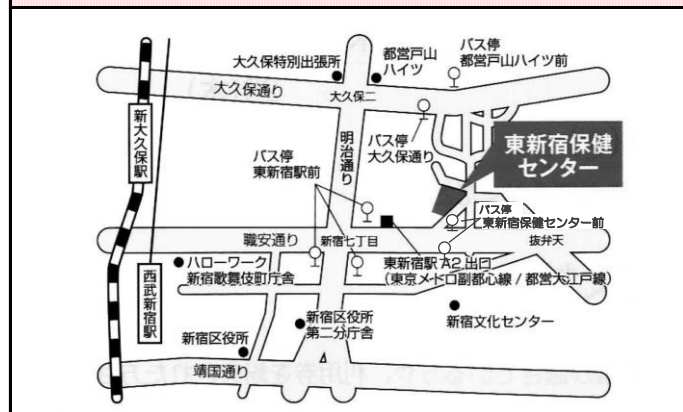 大久保特別出張所
都営戸山
ハイツ
バス停
都営戸山ハイツ前
大久保通り
大久保二
新大久保駅
明治通り
バス停
大久保通り
東新宿保健
センター
バス停
東新宿駅前
バス停
東新宿保健センター前
職安通り
新宿七丁目
抜弁天
ハローワーク
新宿歌舞伎町庁舎
東新宿駅 A2 出口
(東京メトロ副都心線 / 都営大江戸線)
西武新宿駅
新宿区役所
第二分庁舎
新宿文化センター
新宿区役所
靖国通り